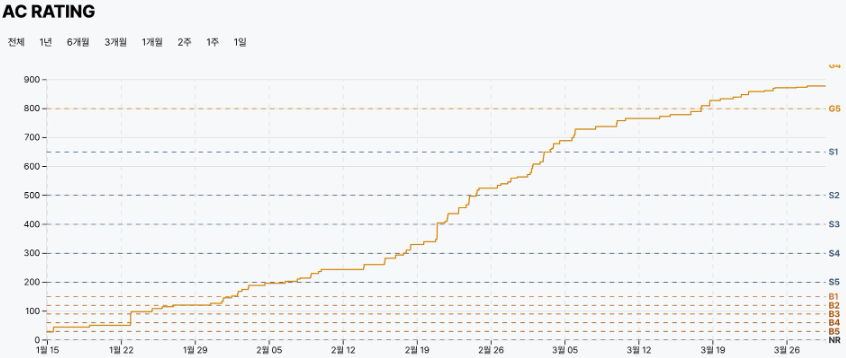 AC RATING
전체 1년 6개월 3개월 1개월 2주 1주 1일
G4
900
800 G5
700
S1
600
500 S2
400 S3
300 S4
200 S5
B1
B2
100
B3
B4
B5
0 NR
1월 15 1월 22 1월 29 2월 05 2월 12 2월 19 2월 26 3월 05 3월 12 3월 19 3월 26